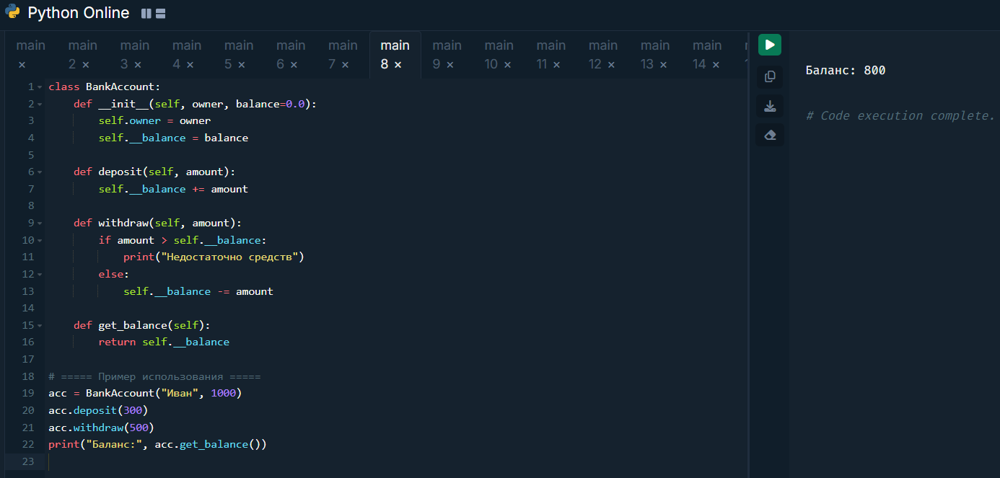 Python Online
main main main main main main main main main main main main main main
× 2 × 3 × 4 × 5 × 6 × 7 × 8 × 9 × 10 × 11 × 12 × 13 × 14 ×
1 class BankAccount:
2     def __init__(self, owner, balance=0.0):
3         self.owner = owner
4         self.__balance = balance
5
6     def deposit(self, amount):
7         self.__balance += amount
8
9     def withdraw(self, amount):
10         if amount > self.__balance:
11             print("Недостаточно средств")
12         else:
13             self.__balance -= amount
14
15     def get_balance(self):
16         return self.__balance
17
18 # ===== Пример использования =====
19 acc = BankAccount("Иван", 1000)
20 acc.deposit(300)
21 acc.withdraw(500)
22 print("Баланс:", acc.get_balance())
23
Баланс: 800
# Code execution complete.